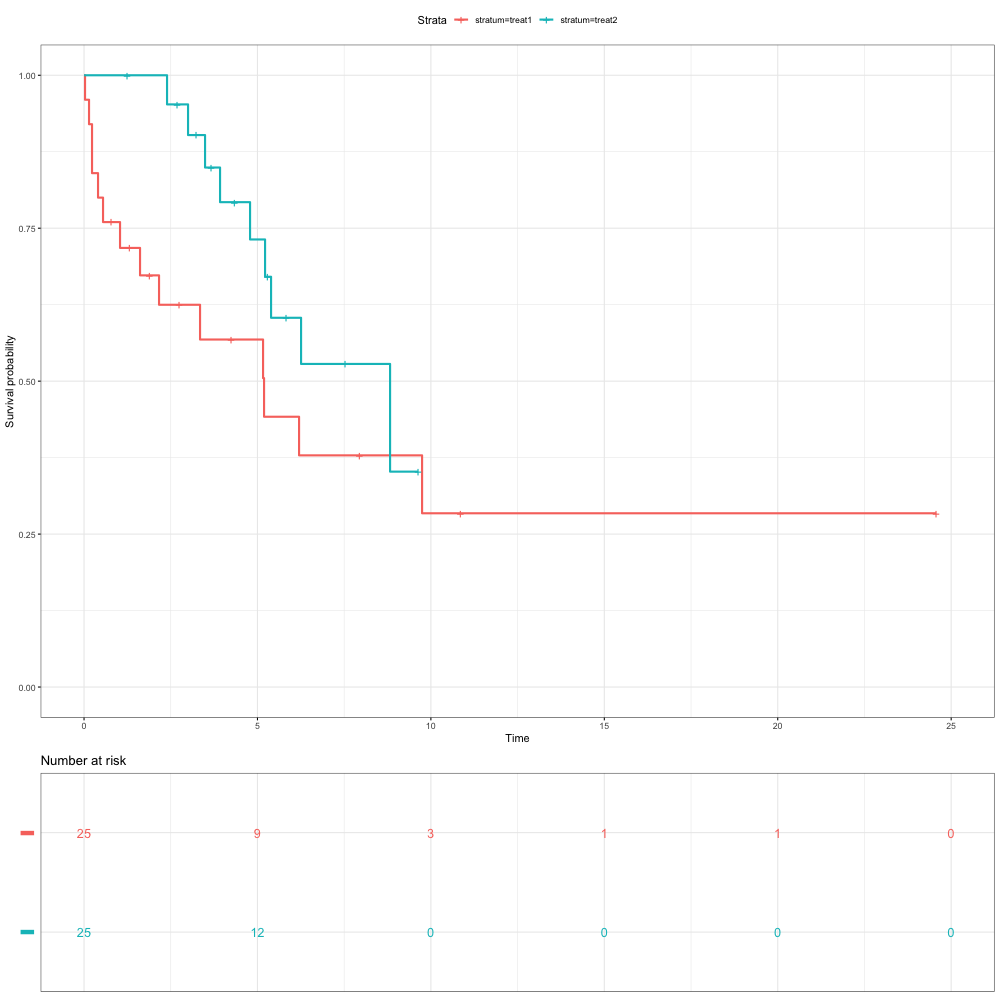 Strata stratum=treat1 stratum=treat2
1.00
0.75
0.50
0.25
0.00
Survival probability
0 5 10 15 20 25
Time
Number at risk
25 9 3 1 1 0
25 12 0 0 0 0